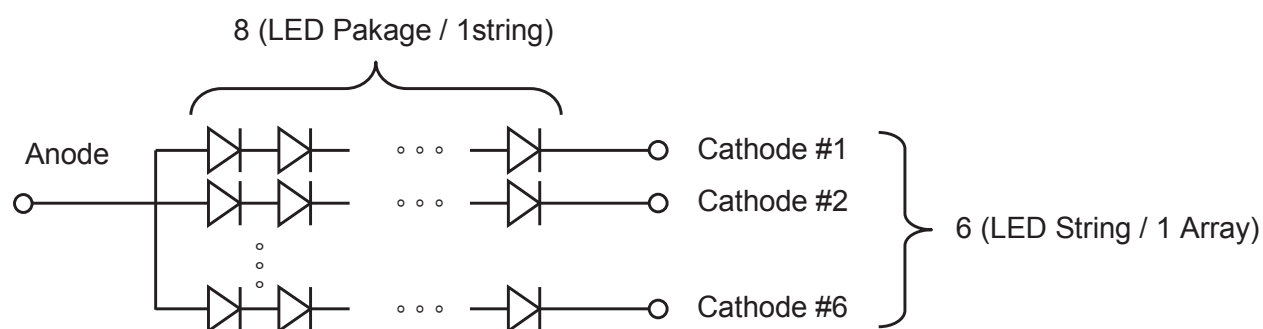 8 (LED Pakage / 1string)
Anode
Cathode #1
Cathode #2
6 (LED String / 1 Array)
Cathode #6